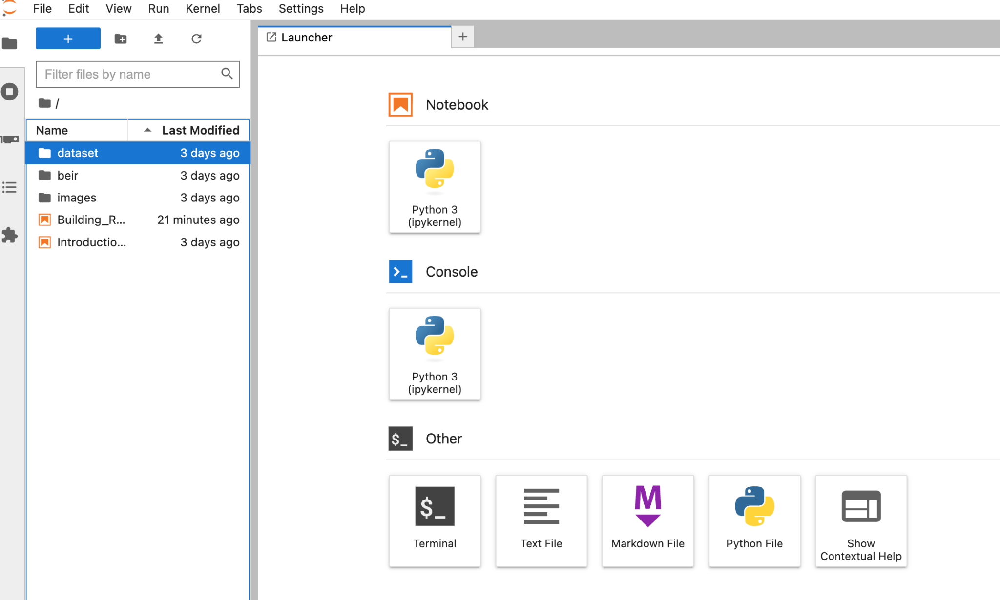 File Edit View Run Kernel Tabs Settings Help
+
Filter files by name
/
Name Last Modified
dataset 3 days ago
beir 3 days ago
images 3 days ago
Building_R... 21 minutes ago
Introductio... 3 days ago
Launcher +
Notebook
Python 3
(ipykernel)
>_ Console
Python 3
(ipykernel)
$_ Other
$_
Terminal
Text File
M
Markdown File
Python File
Show
Contextual Help